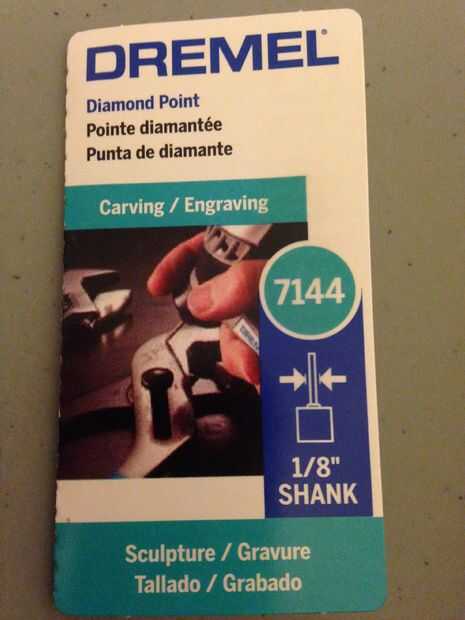 DREMEL
Diamond Point
Pointe diamantée
Punta de diamante
Carving / Engraving
7144
1/8"
SHANK
Sculpture / Gravure
Tallado / Grabado